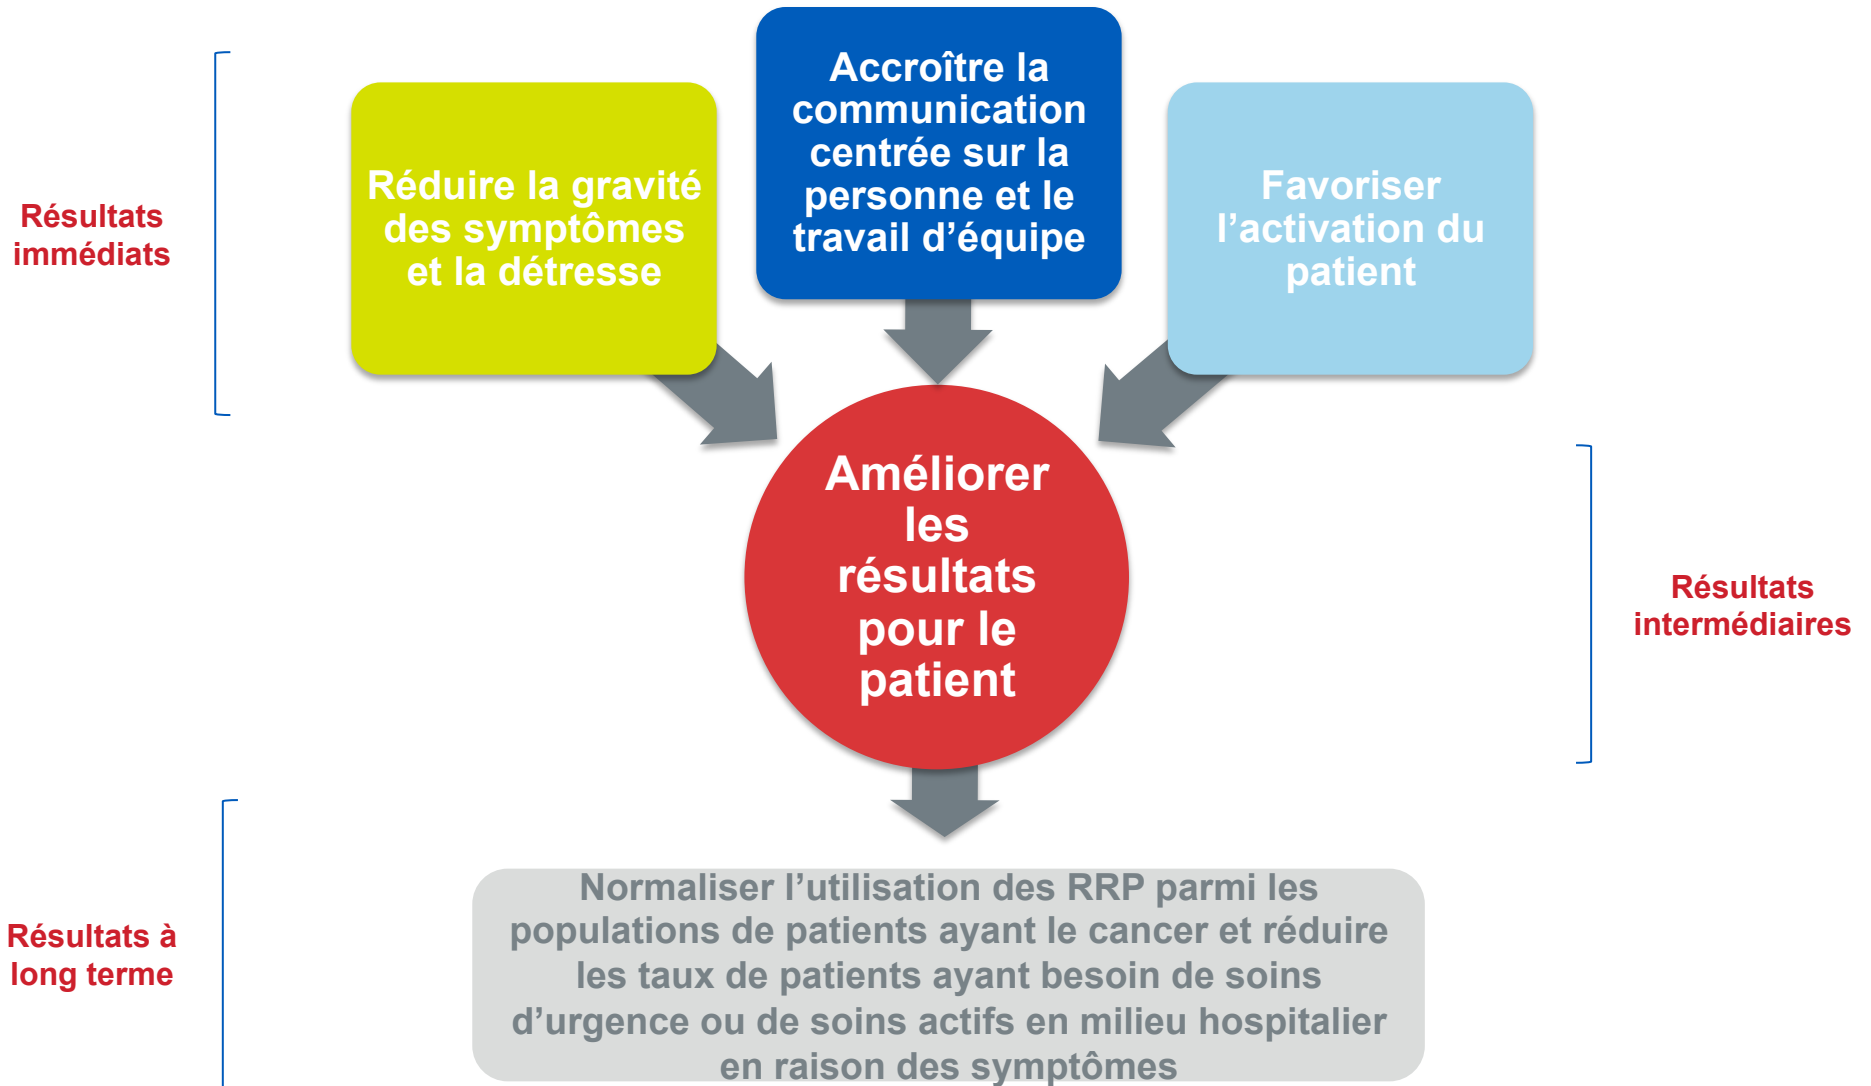 Résultats
immédiats
Réduire la gravité
des symptômes
et la détresse
Accroître la
communication
centrée sur la
personne et le
travail d’équipe
Favoriser
l’activation du
patient
Améliorer
les
résultats
pour le
patient
Résultats
intermédiaires
Résultats à
long terme
Normaliser l’utilisation des RRP parmi les
populations de patients ayant le cancer et réduire
les taux de patients ayant besoin de soins
d’urgence ou de soins actifs en milieu hospitalier
en raison des symptômes